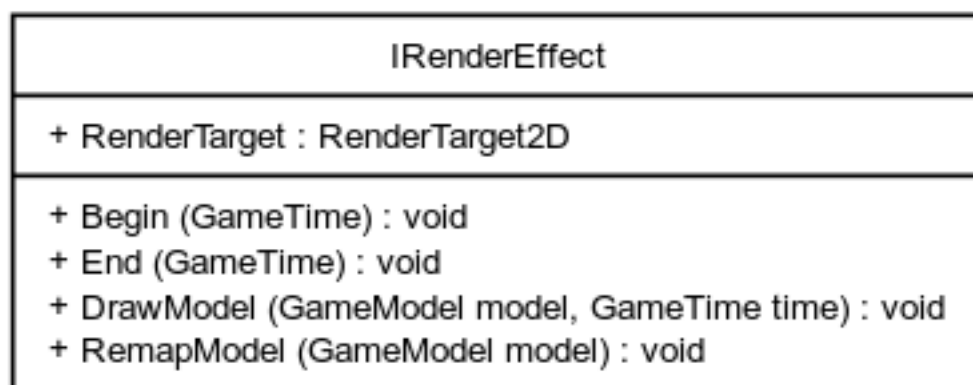 IRenderEffect
+ RenderTarget : RenderTarget2D
+ Begin (GameTime) : void
+ End (GameTime) : void
+ DrawModel (GameModel model, GameTime time) : void
+ RemapModel (GameModel model) : void